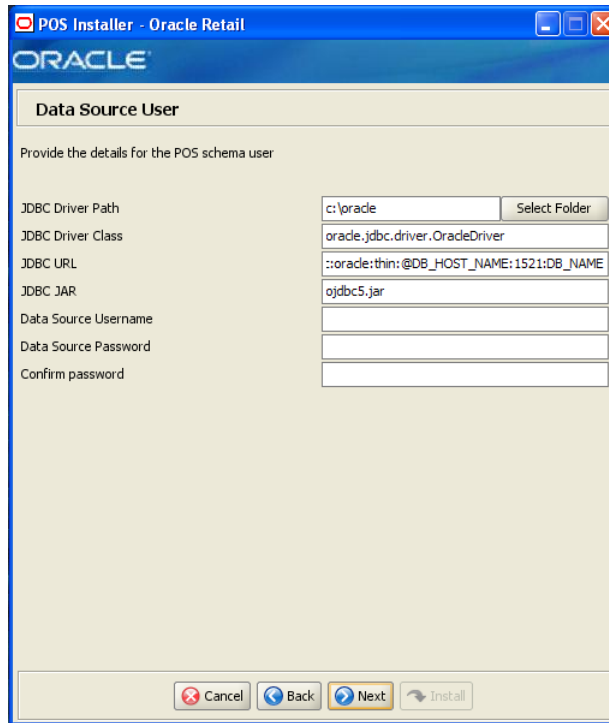 POS Installer - Oracle Retail
ORACLE
Data Source User
Provide the details for the POS schema user
JDBC Driver Path c:\oracle Select Folder
JDBC Driver Class oracle.jdbc.driver.OracleDriver
JDBC URL ::oracle:thin:@DB_HOST_NAME:1521:DB_NAME
JDBC JAR ojdbc5.jar
Data Source Username
Data Source Password
Confirm password
Cancel Back Next Install